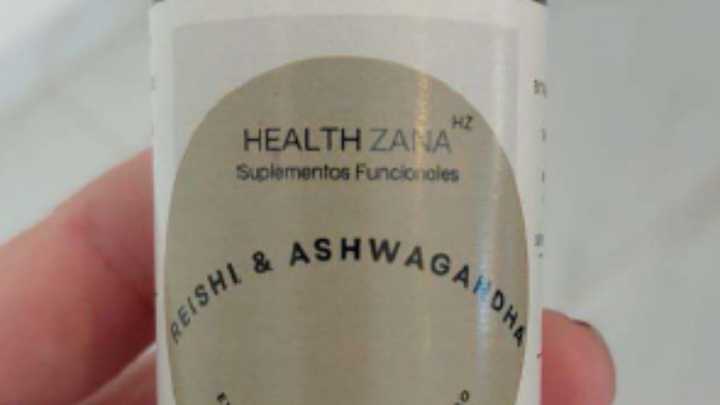 HEALTH ZANA HZ
Suplementos Funcionales
REISHI & ASHWAGANDHA